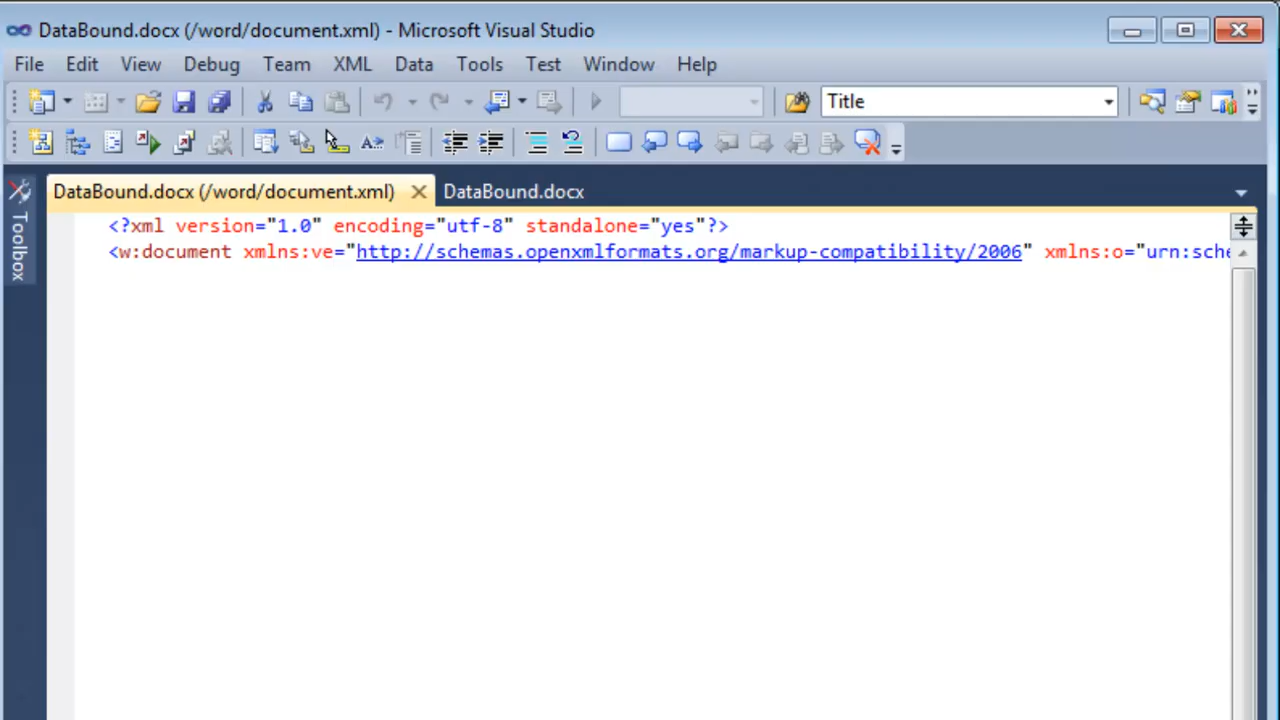 DataBound.docx (/word/document.xml) - Microsoft Visual Studio
File Edit View Debug Team XML Data Tools Test Window Help
Title
DataBound.docx (/word/document.xml) DataBound.docx
Toolbox
<?xml version="1.0" encoding="utf-8" standalone="yes"?>
<w:document xmlns:ve="http://schemas.openxmlformats.org/markup-compatibility/2006" xmlns:o="urn:sche